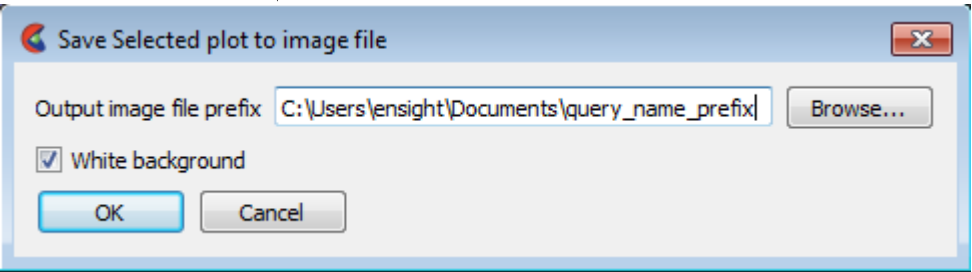 Save Selected plot to image file
Output image file prefix C:\Users\ensight\Documents\query_name_prefix Browse...
White background
OK Cancel